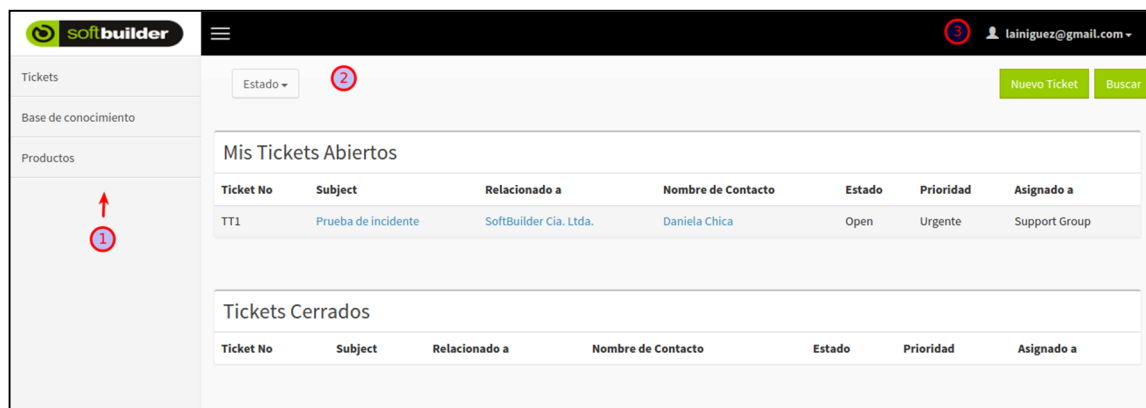 softbuilder
3 lainiguez@gmail.com
Tickets
Base de conocimiento
Productos
1
Estado 2 Nuevo Ticket Buscar
Mis Tickets Abiertos
Ticket No Subject Relacionado a Nombre de Contacto Estado Prioridad Asignado a
TT1 Prueba de incidente SoftBuilder Cia. Ltda. Daniela Chica Open Urgente Support Group
Tickets Cerrados
Ticket No Subject Relacionado a Nombre de Contacto Estado Prioridad Asignado a